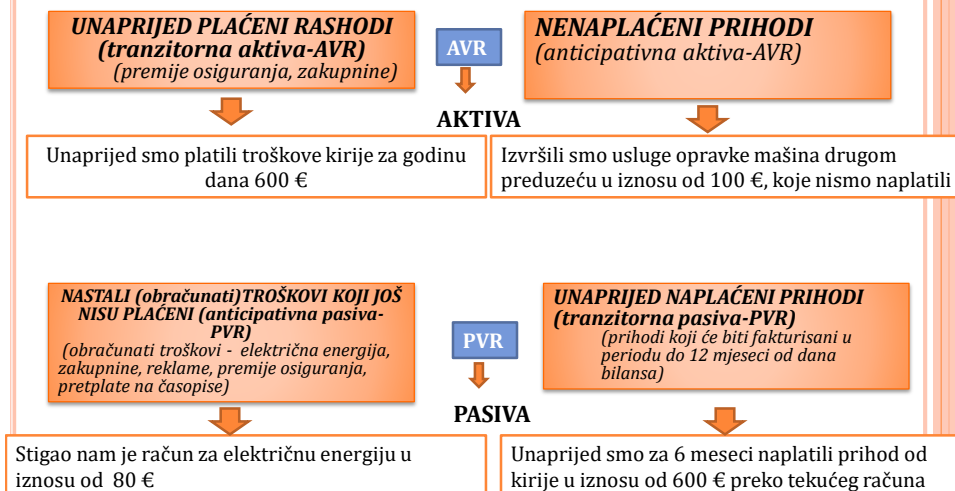 UNAPRIJED PLAĆENI RASHODI
(tranzitorna aktiva-AVR)
(premije osiguranja, zakupnine)
AVR
NENAPLAĆENI PRIHODI
(anticipativna aktiva-AVR)
AKTIVA
Unaprijed smo platili troškove kirije za godinu
dana 600 €
Izvršili smo usluge opravke mašina drugom
preduzeću u iznosu od 100 €, koje nismo naplatili
NASTALI (obračunati)TROŠKOVI KOJI JOŠ
NISU PLAĆENI (anticipativna pasiva-
PVR)
(obračunati troškovi - električna energija,
zakupnine, reklame, premije osiguranja,
pretplate na časopise)
PVR
UNAPRIJED NAPLAĆENI PRIHODI
(tranzitorna pasiva-PVR)
(prihodi koji će biti fakturisani u
periodu do 12 mjeseci od dana
bilansa)
PASIVA
Stigao nam je račun za električnu energiju u
iznosu od 80 €
Unaprijed smo za 6 meseci naplatili prihod od
kirije u iznosu od 600 € preko tekućeg računa